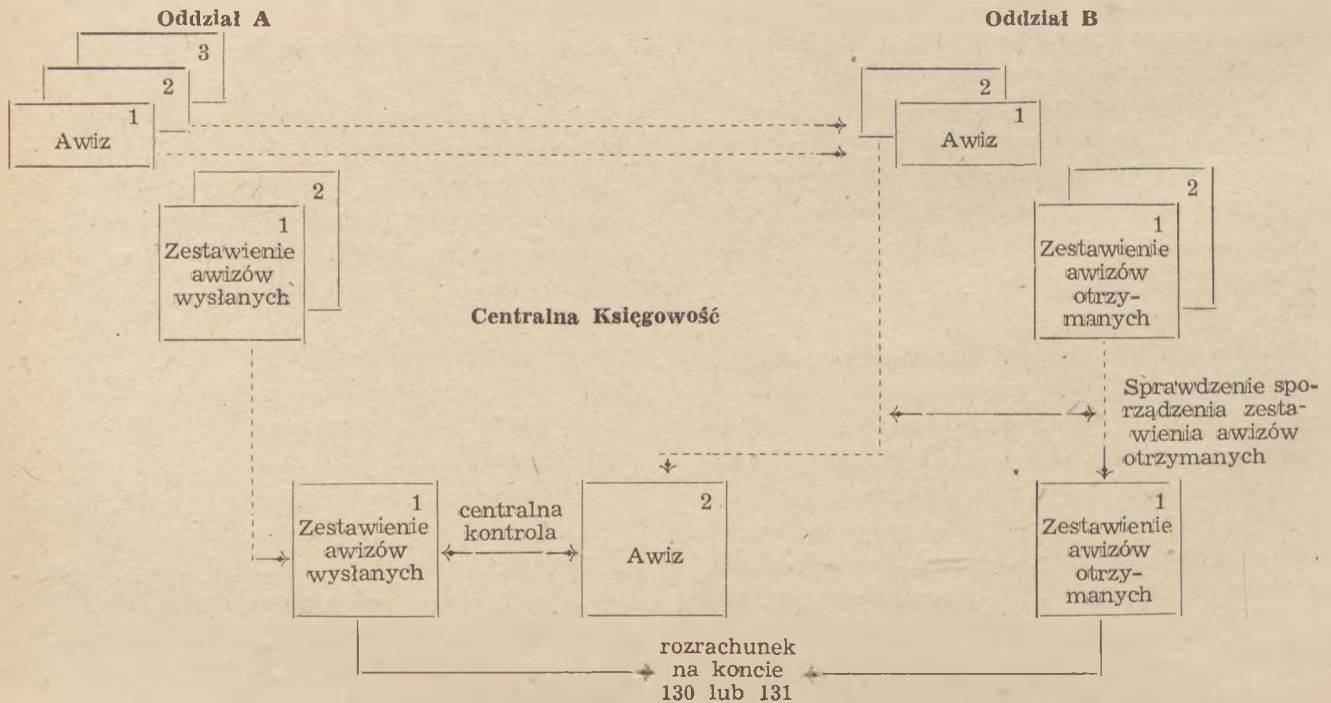 Oddział A
Oddział B
3
2
1
Awiz
2
1
Awiz
2
1
Zestawienie
awizów
wysłanych
2
1
Zestawienie
awizów
otrzy-
manych
Centralna Księgowość
Sprawdzenie spo-
rządzenia zesta-
wienia awizów
otrzymanych
1
Zestawienie
awizów
wysłanych
centralna
kontrola
2
Awiz
1
Zestawienie
awizów
otrzy-
manych
rozrachunek
na koncie
130 lub 131